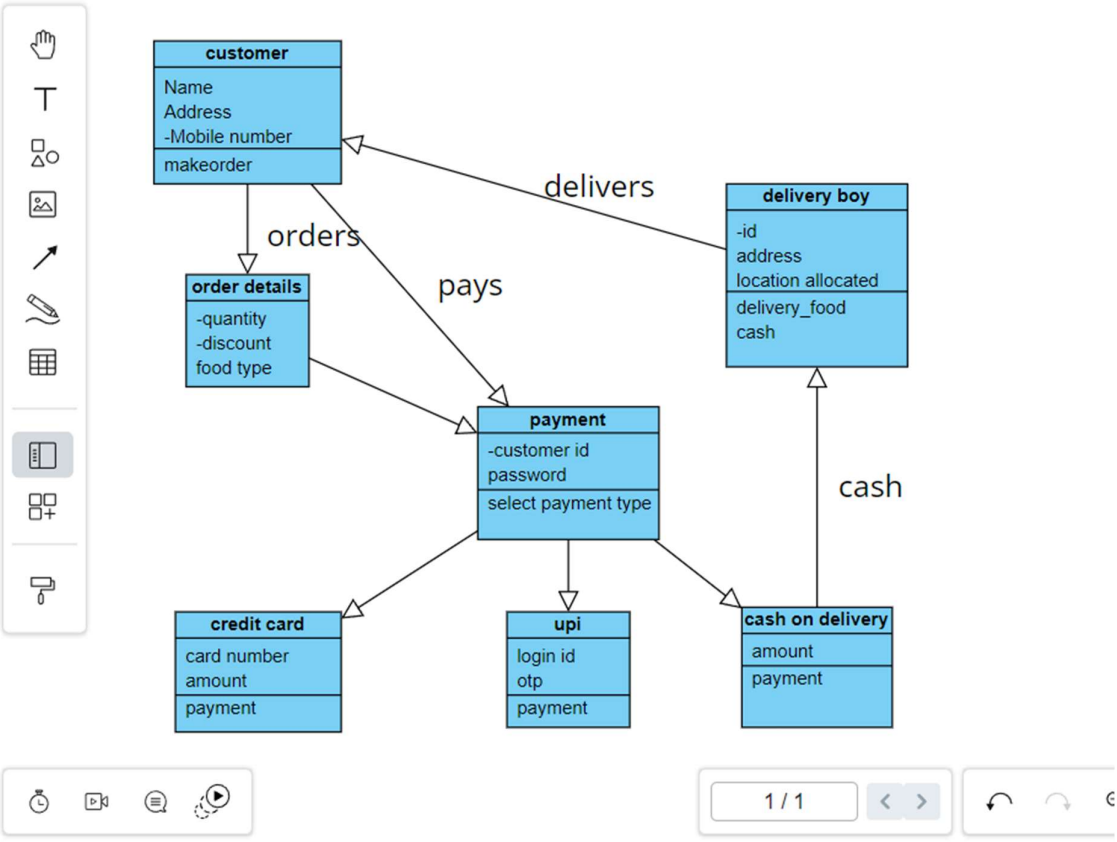 customer
Name
Address
-Mobile number
makeorder
delivers
delivery boy
-id
address
location allocated
delivery_food
cash
orders
order details
-quantity
-discount
food type
pays
payment
-customer id
password
select payment type
cash
credit card
card number
amount
payment
upi
login id
otp
payment
cash on delivery
amount
payment
T
1 / 1